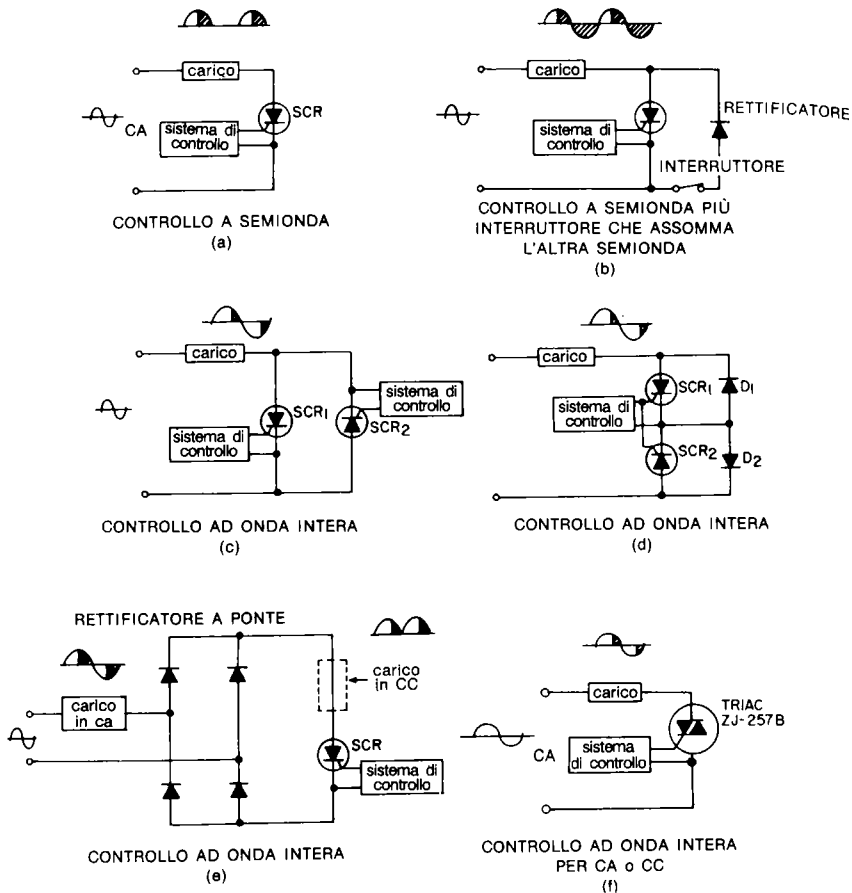 carico
SCR
CA
sistema di
controllo
CONTROLLO A SEMIONDA
(a)
carico
RETTIFICATORE
sistema di
controllo
INTERRUTTORE
CONTROLLO A SEMIONDA PIÙ
INTERRUTTORE CHE ASSOMMA
L'ALTRA SEMIONDA
(b)
carico
sistema di
controllo
SCR1
SCR2
sistema di
controllo
CONTROLLO AD ONDA INTERA
(c)
carico
SCR1
D1
sistema di
controllo
SCR2
D2
CONTROLLO AD ONDA INTERA
(d)
RETTIFICATORE A PONTE
carico
in CC
carico
in ca
SCR
sistema di
controllo
CONTROLLO AD ONDA INTERA
(e)
carico
TRIAC
ZJ-257B
CA
sistema
di controllo
CONTROLLO AD ONDA INTERA
PER CA o CC
(f)